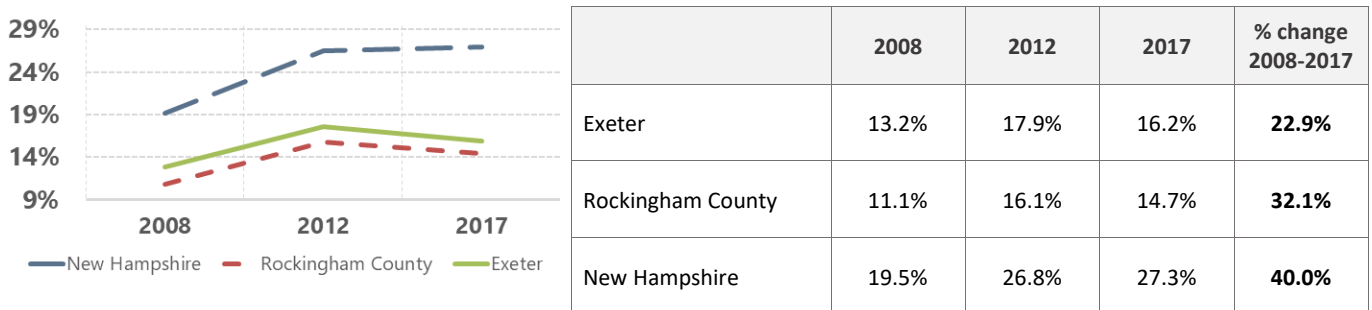 29%
24%
19%
14%
9%
2008 2012 2017
New Hampshire Rockingham County Exeter
2008 2012 2017 % change
2008-2017
Exeter 13.2% 17.9% 16.2% 22.9%
Rockingham County 11.1% 16.1% 14.7% 32.1%
New Hampshire 19.5% 26.8% 27.3% 40.0%